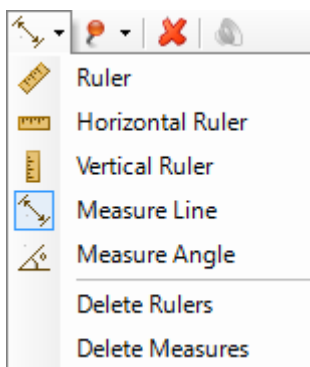 Ruler
Horizontal Ruler
Vertical Ruler
Measure Line
Measure Angle
Delete Rulers
Delete Measures